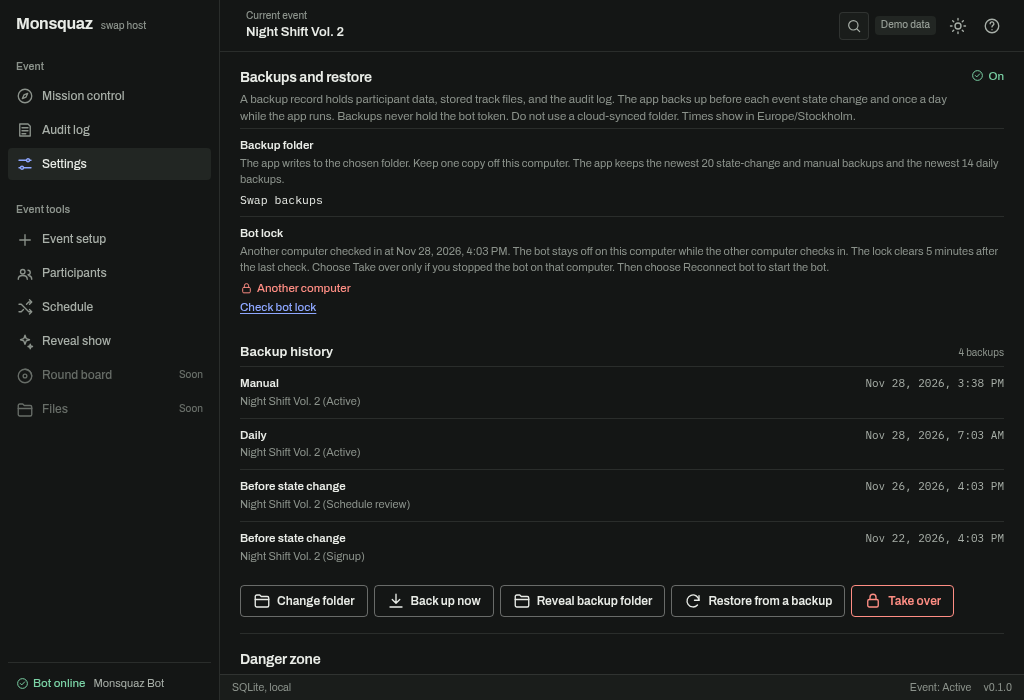 Monsquaz swap host
Event
Mission control
Audit log
Settings
Event tools
Event setup
Participants
Schedule
Reveal show
Round board Soon
Files Soon
Bot online Monsquaz Bot
Current event
Night Shift Vol. 2
Demo data
Backups and restore
On
A backup record holds participant data, stored track files, and the audit log. The app backs up before each event state change and once a day
while the app runs. Backups never hold the bot token. Do not use a cloud-synced folder. Times show in Europe/Stockholm.
Backup folder
The app writes to the chosen folder. Keep one copy off this computer. The app keeps the newest 20 state-change and manual backups and the newest 14 daily
backups.
Swap backups
Bot lock
Another computer checked in at Nov 28, 2026, 4:03 PM. The bot stays off on this computer while the other computer checks in. The lock clears 5 minutes after
the last check. Choose Take over only if you stopped the bot on that computer. Then choose Reconnect bot to start the bot.
Another computer
Check bot lock
Backup history 4 backups
Manual Nov 28, 2026, 3:38 PM
Night Shift Vol. 2 (Active)
Daily Nov 28, 2026, 7:03 AM
Night Shift Vol. 2 (Active)
Before state change Nov 26, 2026, 4:03 PM
Night Shift Vol. 2 (Schedule review)
Before state change Nov 22, 2026, 4:03 PM
Night Shift Vol. 2 (Signup)
Change folder Back up now Reveal backup folder Restore from a backup Take over
Danger zone
SQLite, local Event: Active v0.1.0